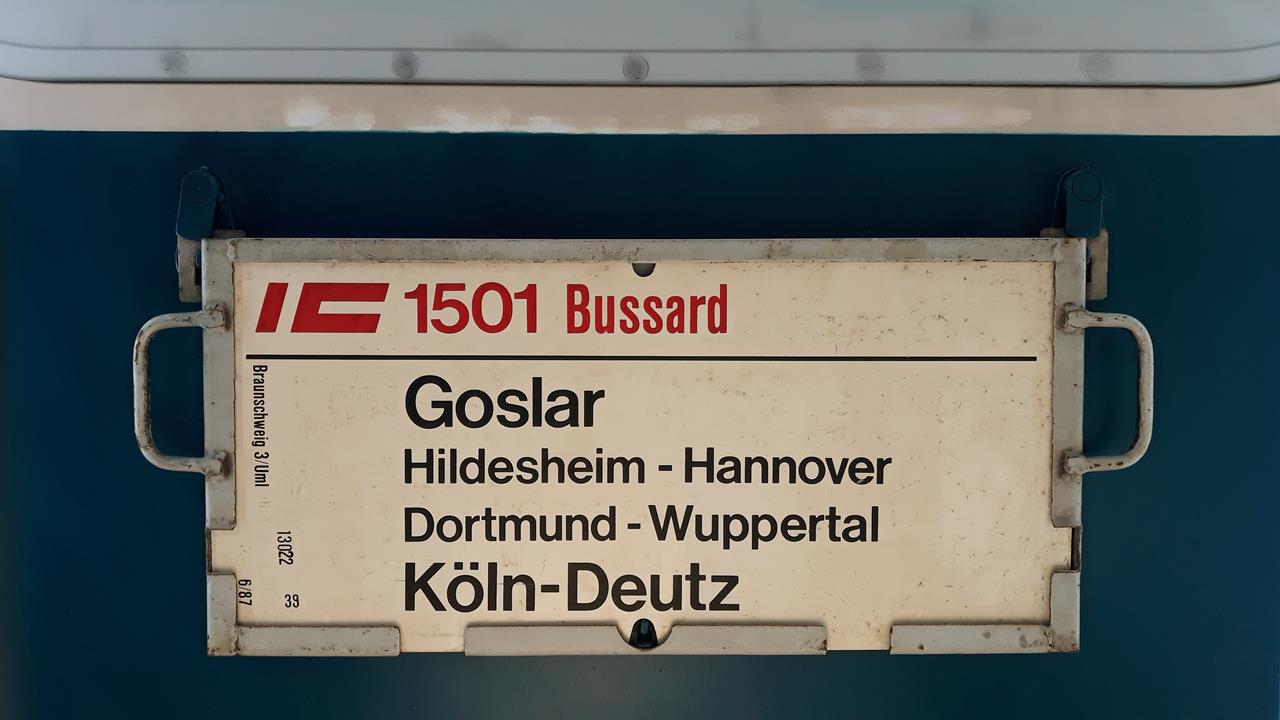 IC 1501 Bussard
Goslar
Hildesheim - Hannover
Dortmund - Wuppertal
Köln-Deutz
Braunschweig 3/Uml
13022
6/87
39